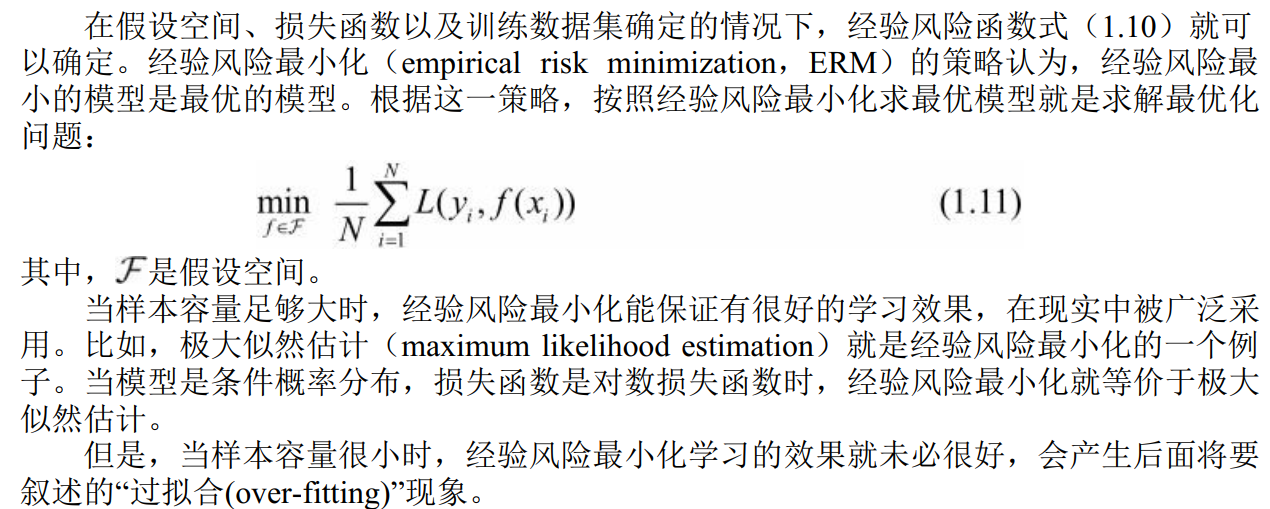 在假设空间、损失函数以及训练数据集确定的情况下，经验风险函数式（1.10）就可
以确定。经验风险最小化（empirical risk minimization，ERM）的策略认为，经验风险最
小的模型是最优的模型。根据这一策略，按照经验风险最小化求最优模型就是求解最优化
问题：
min_{f∈ℱ} \frac{1}{N} \sum_{i=1}^{N} L(y_i, f(x_i)) (1.11)
其中，ℱ是假设空间。
当样本容量足够大时，经验风险最小化能保证有很好的学习效果，在现实中被广泛采
用。比如，极大似然估计（maximum likelihood estimation）就是经验风险最小化的一个例
子。当模型是条件概率分布，损失函数是对数损失函数时，经验风险最小化就等价于极大
似然估计。
但是，当样本容量很小时，经验风险最小化学习的效果就未必很好，会产生后面将要
叙述的“过拟合(over-fitting)”现象。